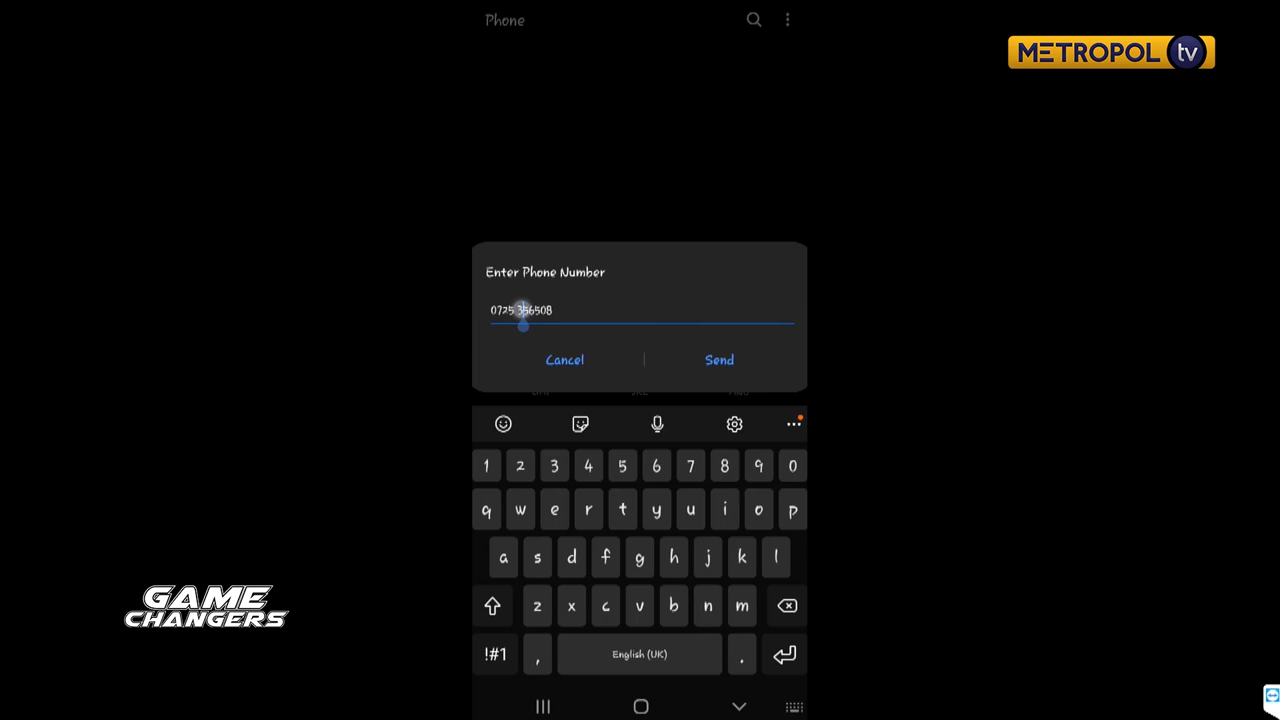 Phone
METROPOL tv
Enter Phone Number
0725 356508
Cancel
Send
1 2 3 4 5 6 7 8 9 0
q w e r t y u i o p
a s d f g h j k l
z x c v b n m
!#1 , English (UK) .
GAME
CHANGERS